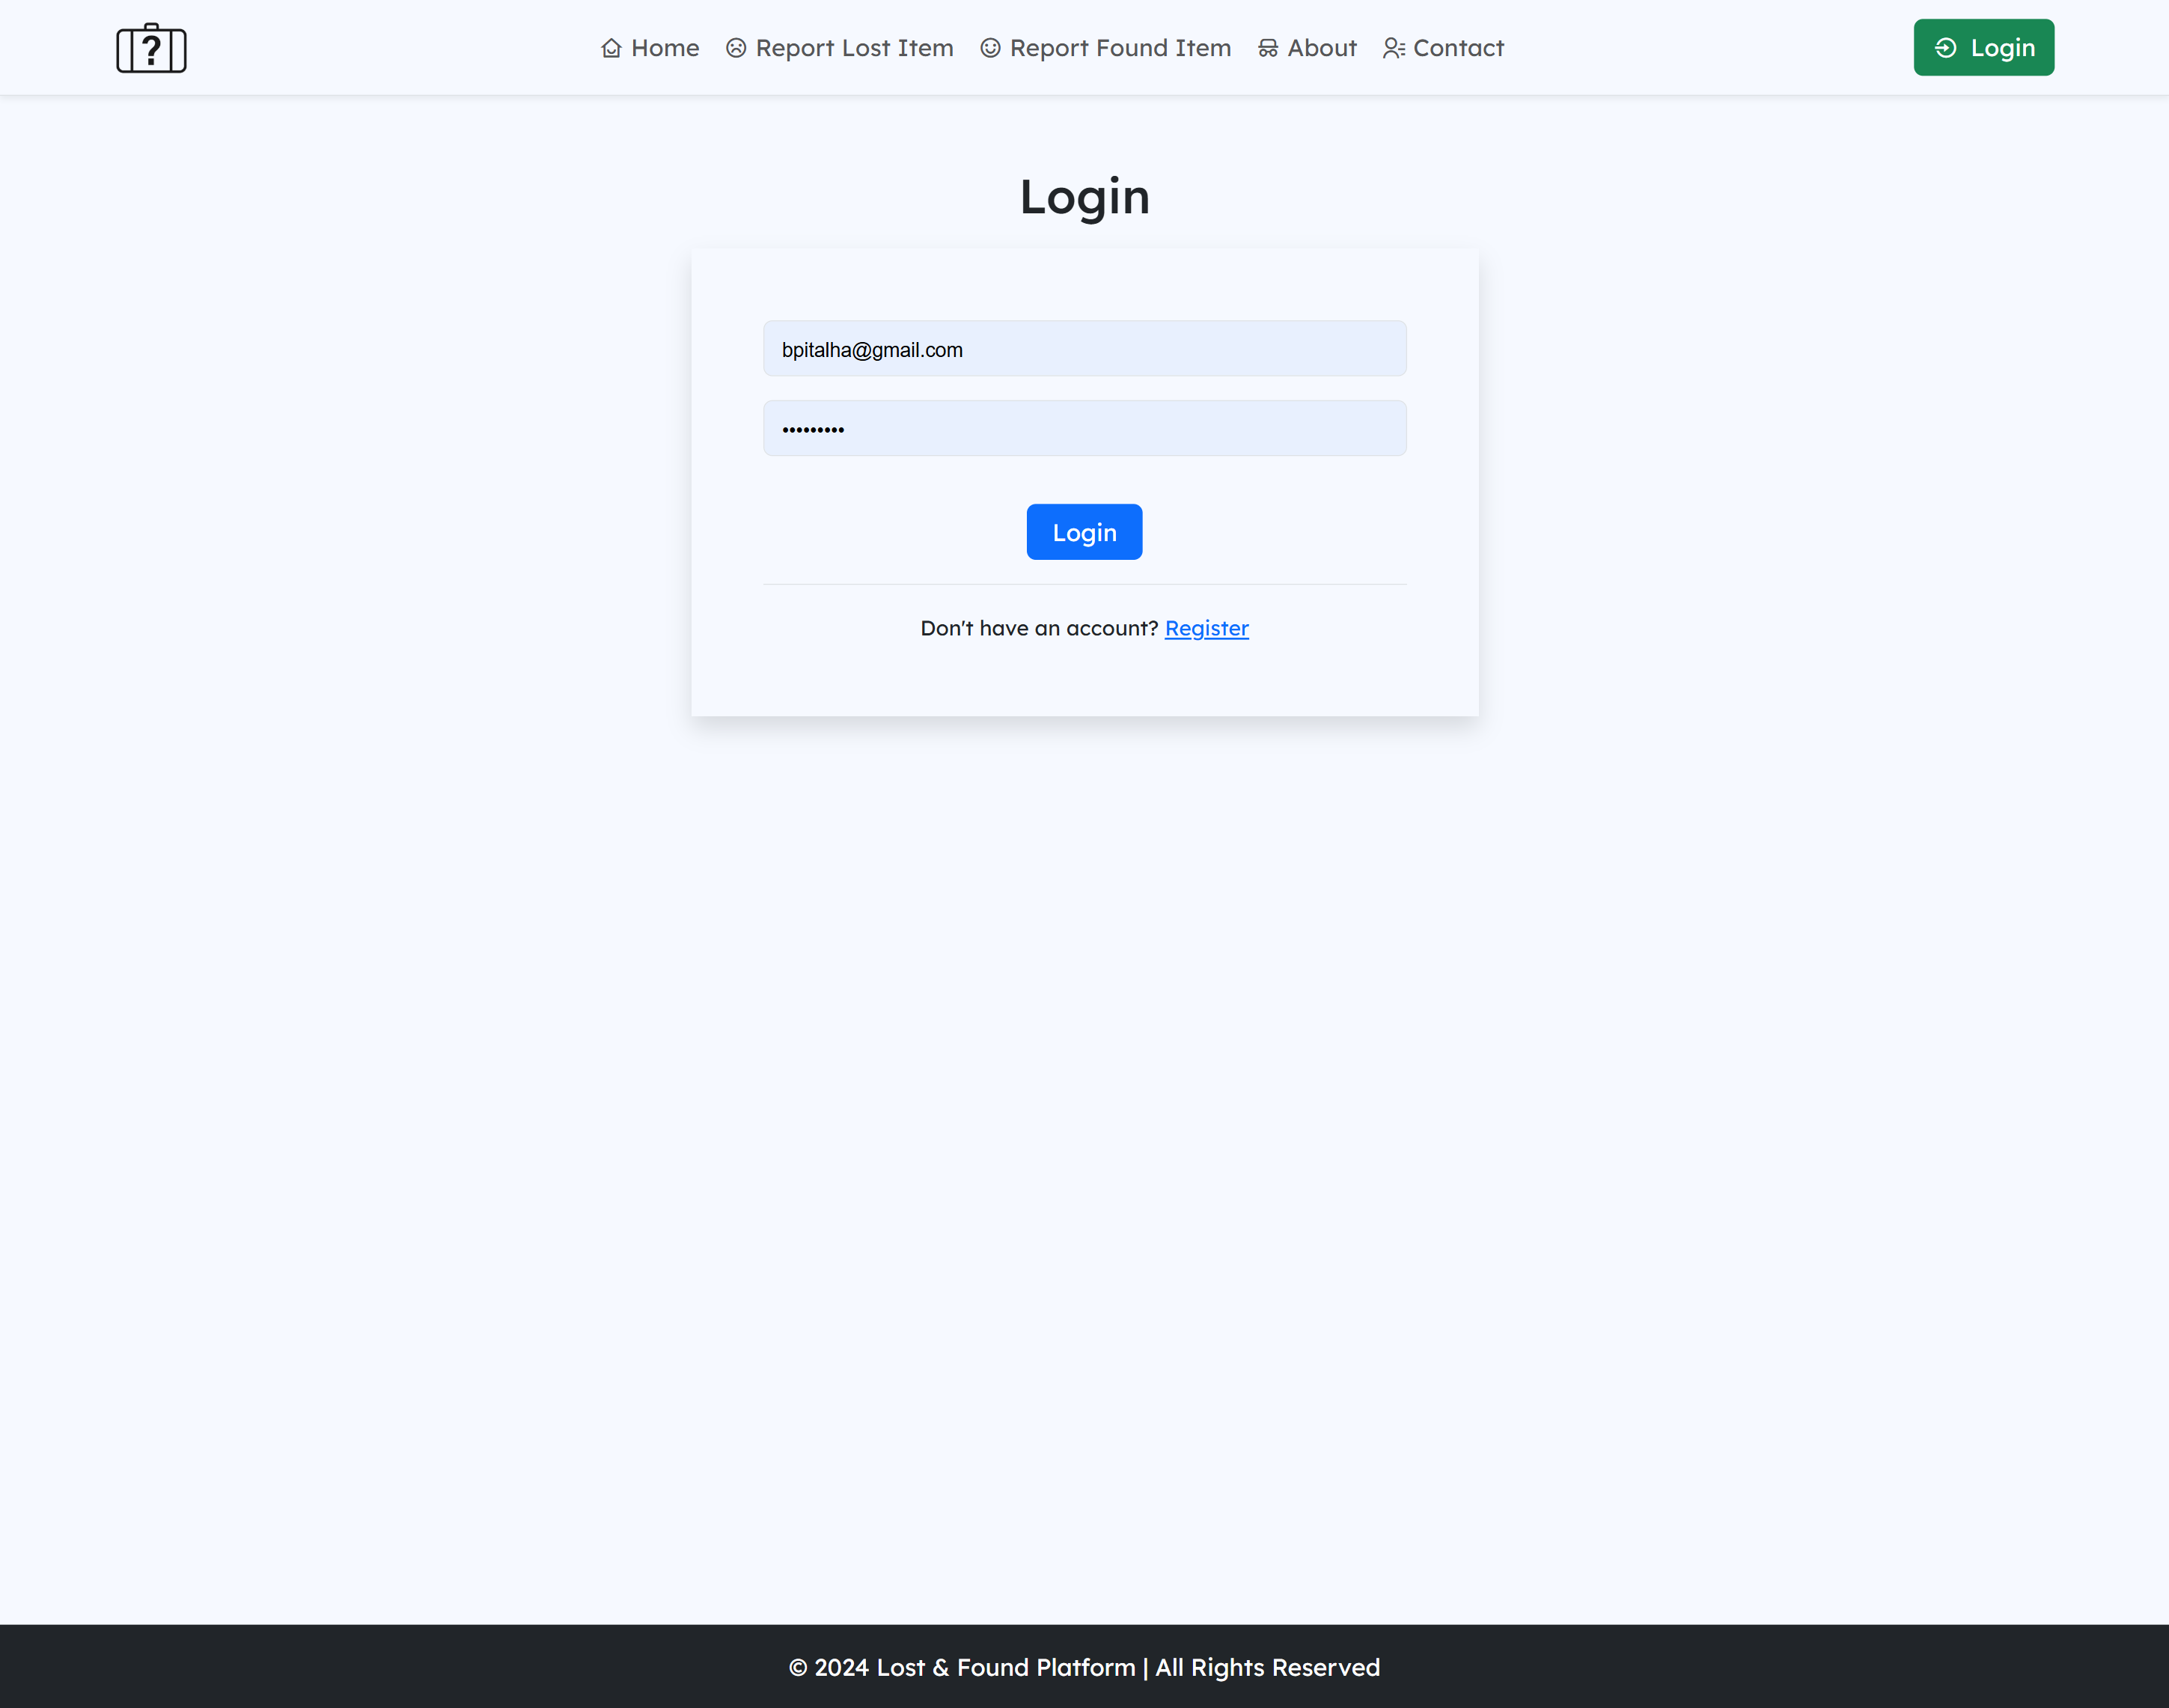 ?
Home Report Lost Item Report Found Item About Contact Login
Login
bpitalha@gmail.com
•••••••••
Login
Don't have an account? Register
© 2024 Lost & Found Platform | All Rights Reserved